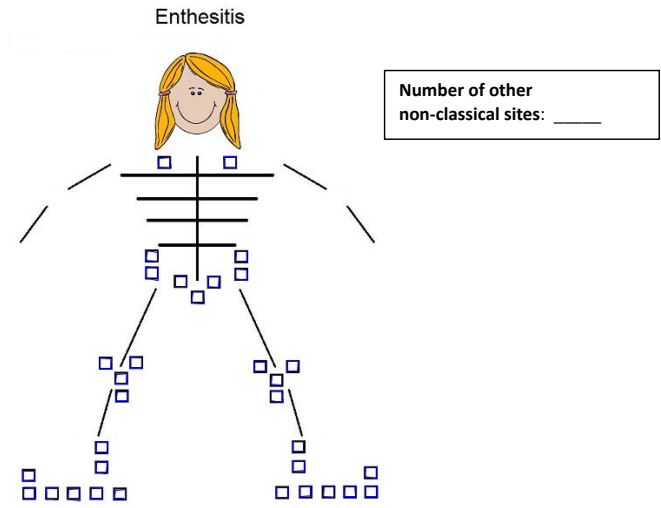 Enthesitis
Number of other
non-classical sites: _____